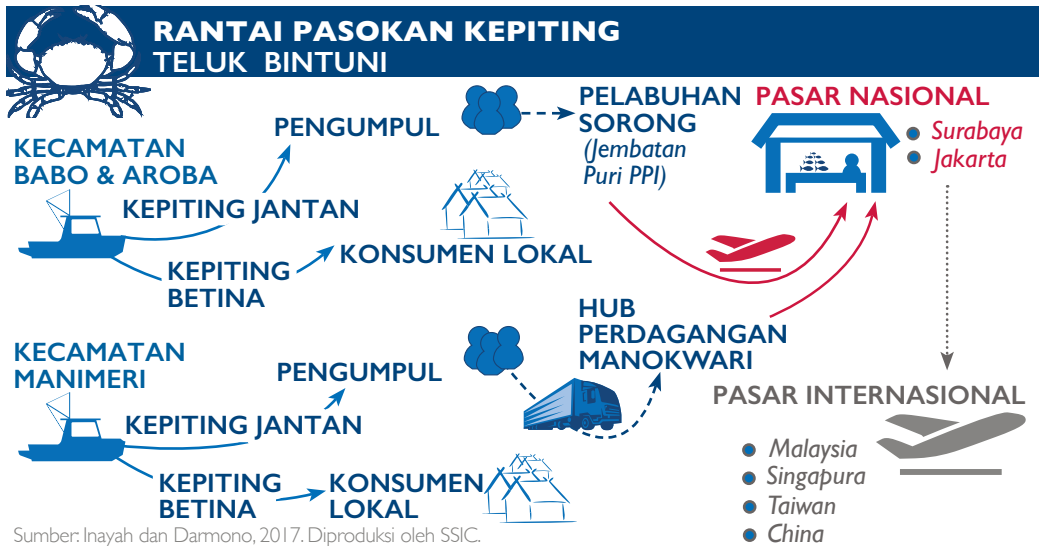 RANTAI PASOKAN KEPITING
TELUK BINTUNI
KECAMATAN
BABO & AROBA
PENGUMPUL
KEPITING JANTAN
KEPITING
BETINA
KONSUMEN LOKAL
PELABUHAN
SORONG
(Jembatan
Puri PPI)
PASAR NASIONAL
Surabaya
Jakarta
KECAMATAN
MANIMERI
PENGUMPUL
KEPITING JANTAN
KEPITING
BETINA
KONSUMEN
LOKAL
HUB
PERDAGANGAN
MANOKWARI
PASAR INTERNASIONAL
Malaysia
Singapura
Taiwan
China
Sumber: Inayah dan Darmono, 2017. Diproduksi oleh SSIC.